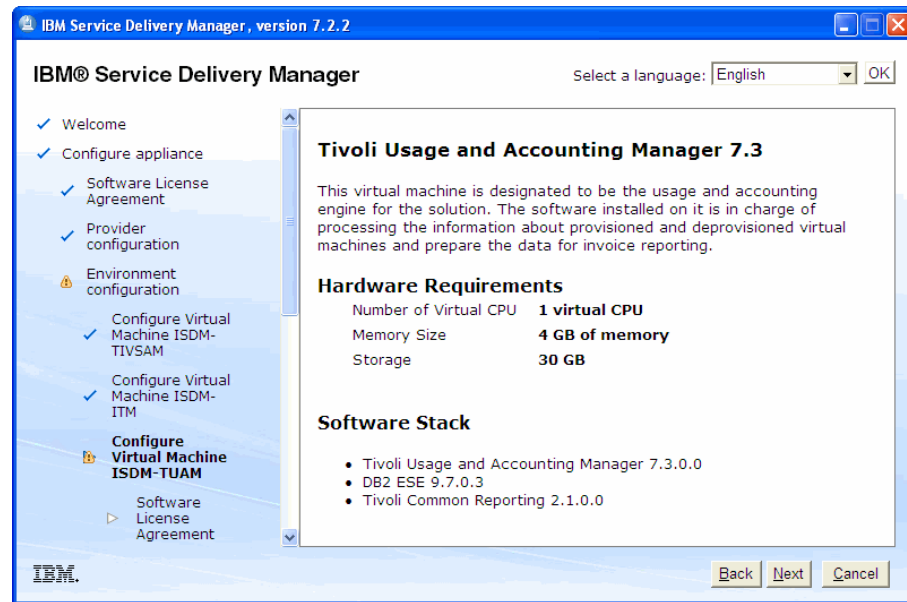 IBM Service Delivery Manager, version 7.2.2
IBM® Service Delivery Manager
Select a language: English OK
Welcome
Configure appliance
Software License
Agreement
Provider
configuration
Environment
configuration
Configure Virtual
Machine ISDM-
TIVSAM
Configure Virtual
Machine ISDM-
ITM
Configure
Virtual Machine
ISDM-TUAM
Software
License
Agreement
Tivoli Usage and Accounting Manager 7.3
This virtual machine is designated to be the usage and accounting
engine for the solution. The software installed on it is in charge of
processing the information about provisioned and deprovisioned virtual
machines and prepare the data for invoice reporting.
Hardware Requirements
Number of Virtual CPU 1 virtual CPU
Memory Size 4 GB of memory
Storage 30 GB
Software Stack
• Tivoli Usage and Accounting Manager 7.3.0.0
• DB2 ESE 9.7.0.3
• Tivoli Common Reporting 2.1.0.0
IBM.
Back Next Cancel